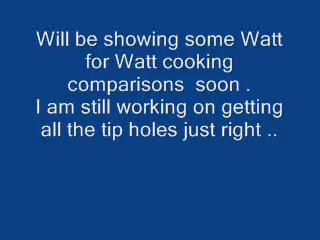 Will be showing some Watt
for Watt cooking
comparisons  soon .
I am still working on getting
all the tip holes just right ..